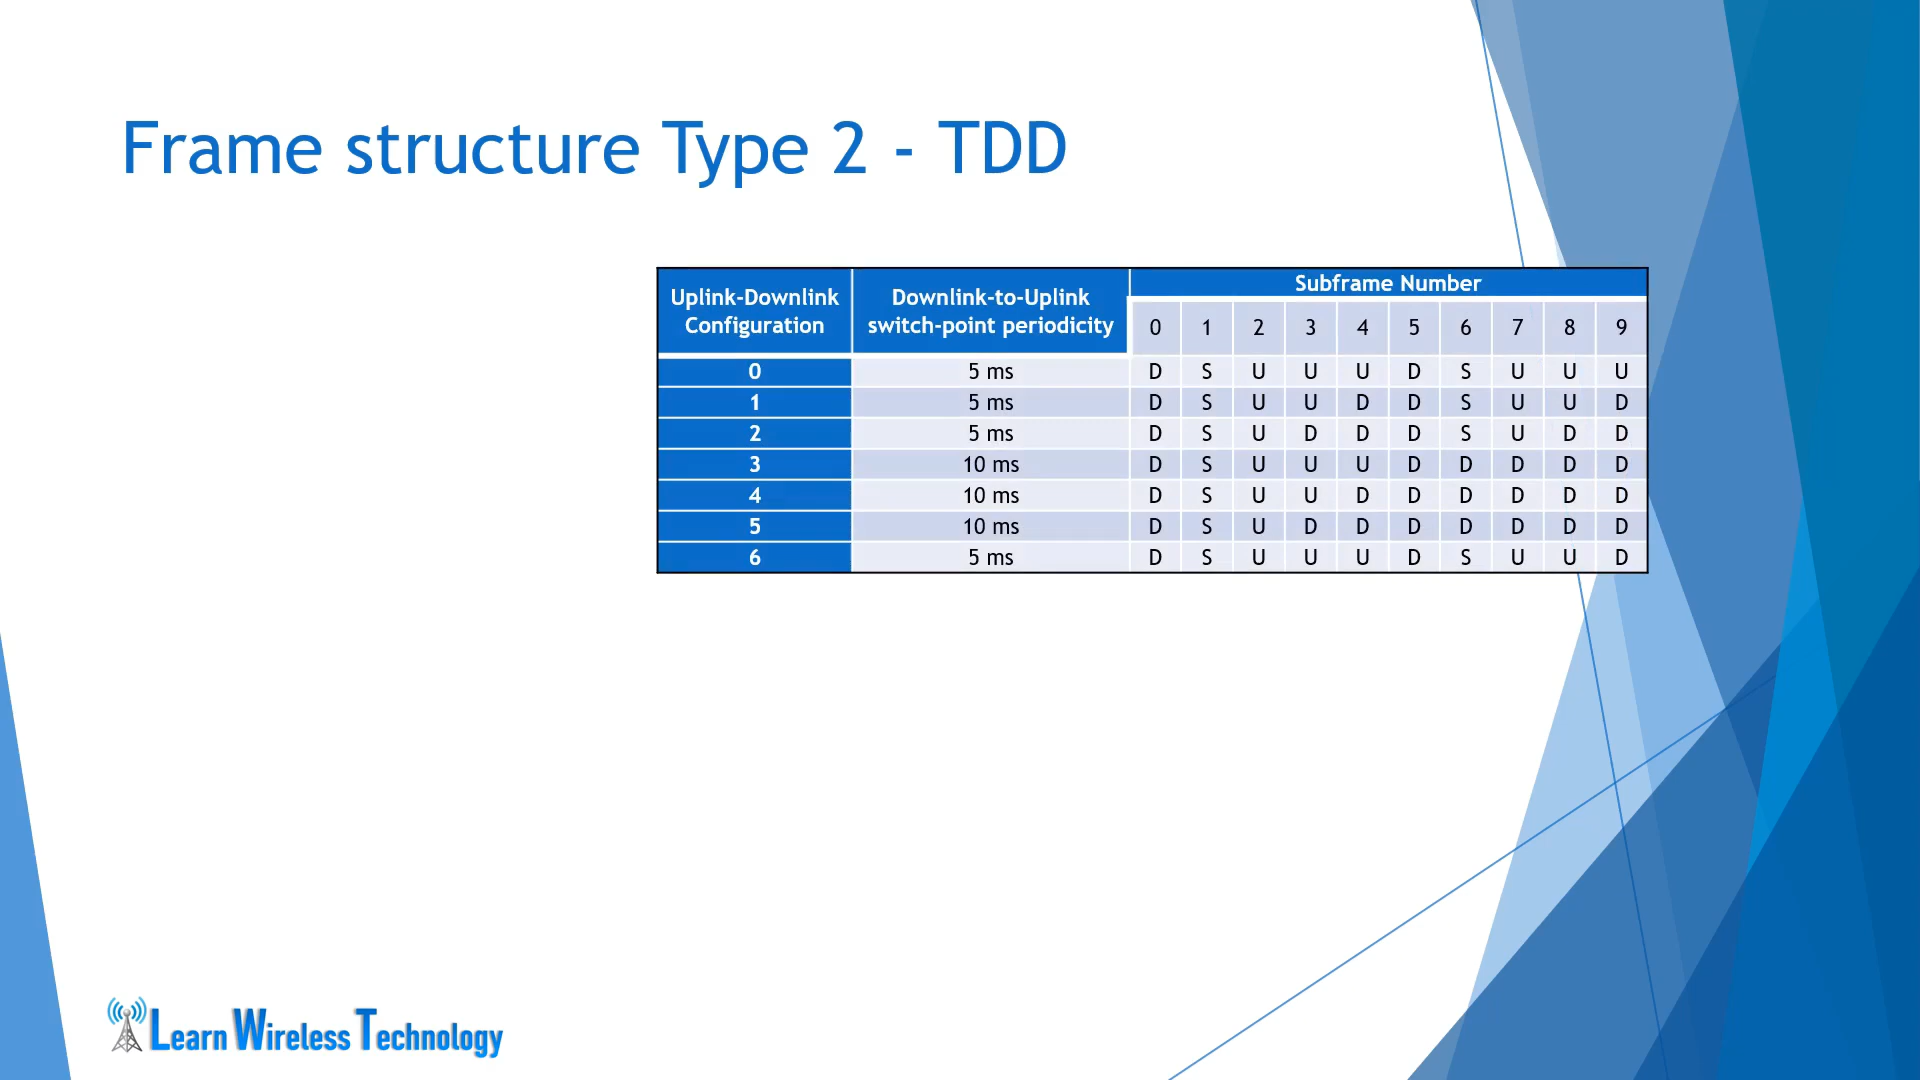 Frame structure Type 2 - TDD
Uplink-Downlink Configuration Downlink-to-Uplink switch-point periodicity Subframe Number
0 1 2 3 4 5 6 7 8 9
0 5 ms D S U U U D S U U U
1 5 ms D S U U D D S U U D
2 5 ms D S U D D D S U D D
3 10 ms D S U U U D D D D D
4 10 ms D S U U D D D D D D
5 10 ms D S U D D D D D D D
6 5 ms D S U U U D S U U D
Learn Wireless Technology